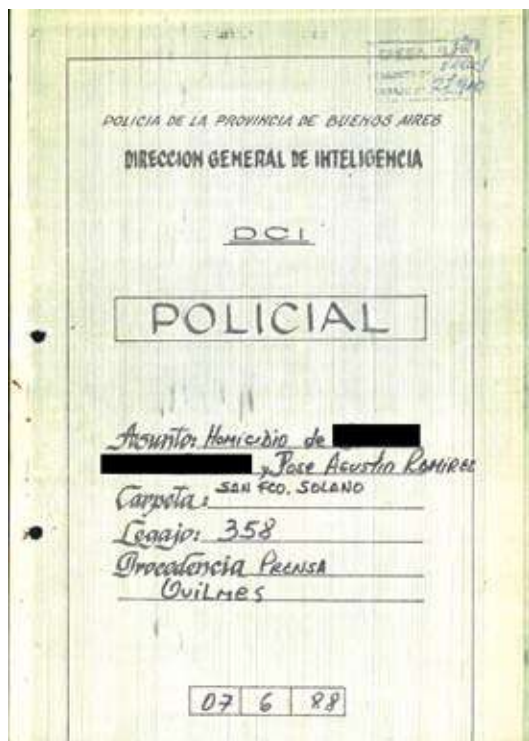 POLICIA DE LA PROVINCIA DE BUENOS AIRES
DIRECCION GENERAL DE INTELIGENCIA
DCI
POLICIAL
Asunto: Homicidio de
y Jose Agustin Ramirez
Carpeta: SAN FCO. SOLANO
Legajo: 358
Procedencia PRENSA
Quilmes
07 6 88